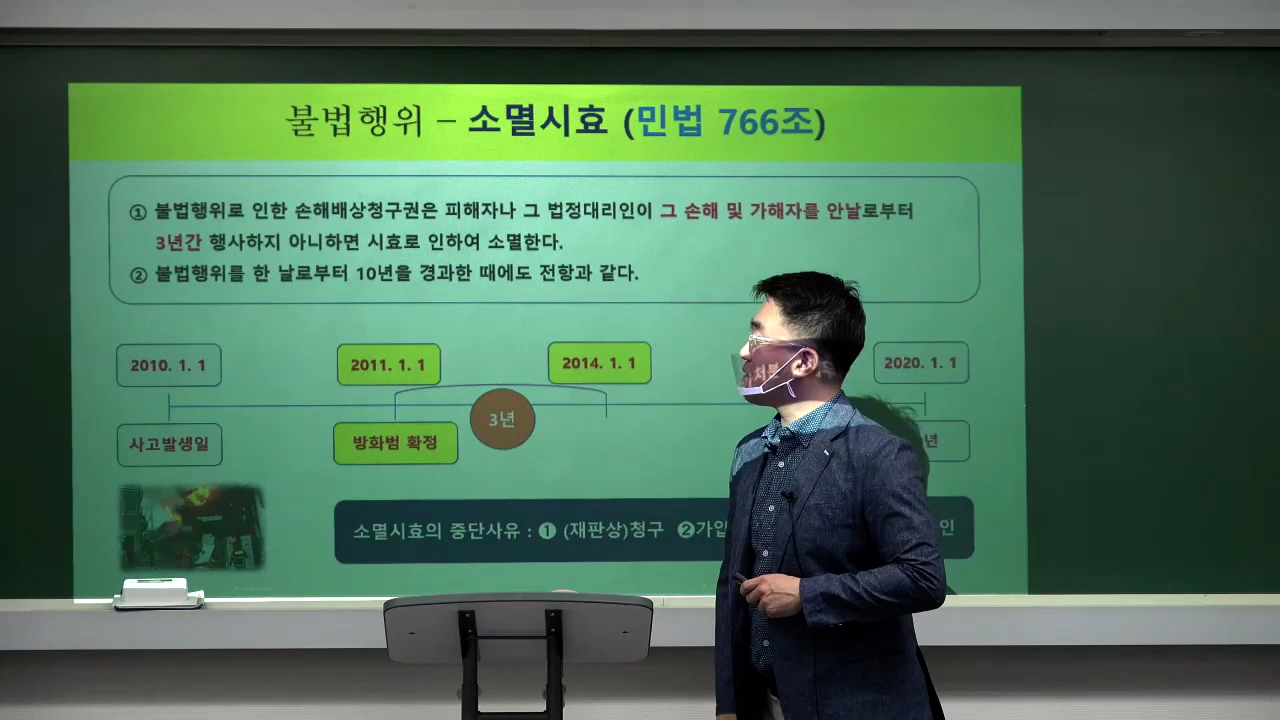 불법행위 – 소멸시효 (민법 766조)
① 불법행위로 인한 손해배상청구권은 피해자나 그 법정대리인이 그 손해 및 가해자를 안날로부터
3년간 행사하지 아니하면 시효로 인하여 소멸한다.
② 불법행위를 한 날로부터 10년을 경과한 때에도 전항과 같다.
2010. 1. 1
2011. 1. 1
2014. 1. 1
2020. 1. 1
3년
사고발생일
방화범 확정
년
소멸시효의 중단사유 : ❶ (재판상)청구 ❷가압
인